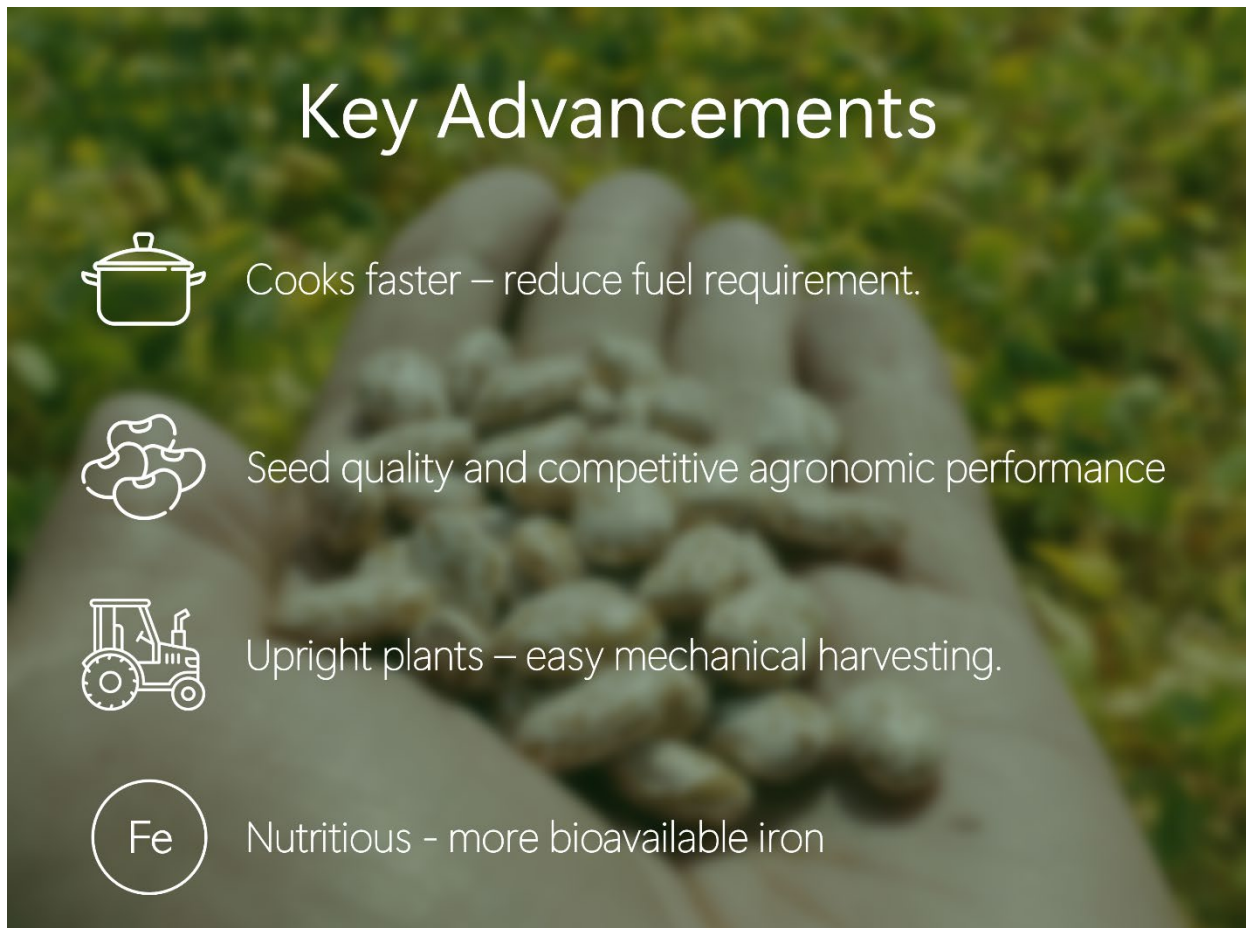 Key Advancements
Cooks faster – reduce fuel requirement.
Seed quality and competitive agronomic performance
Upright plants – easy mechanical harvesting.
Fe
Nutritious - more bioavailable iron